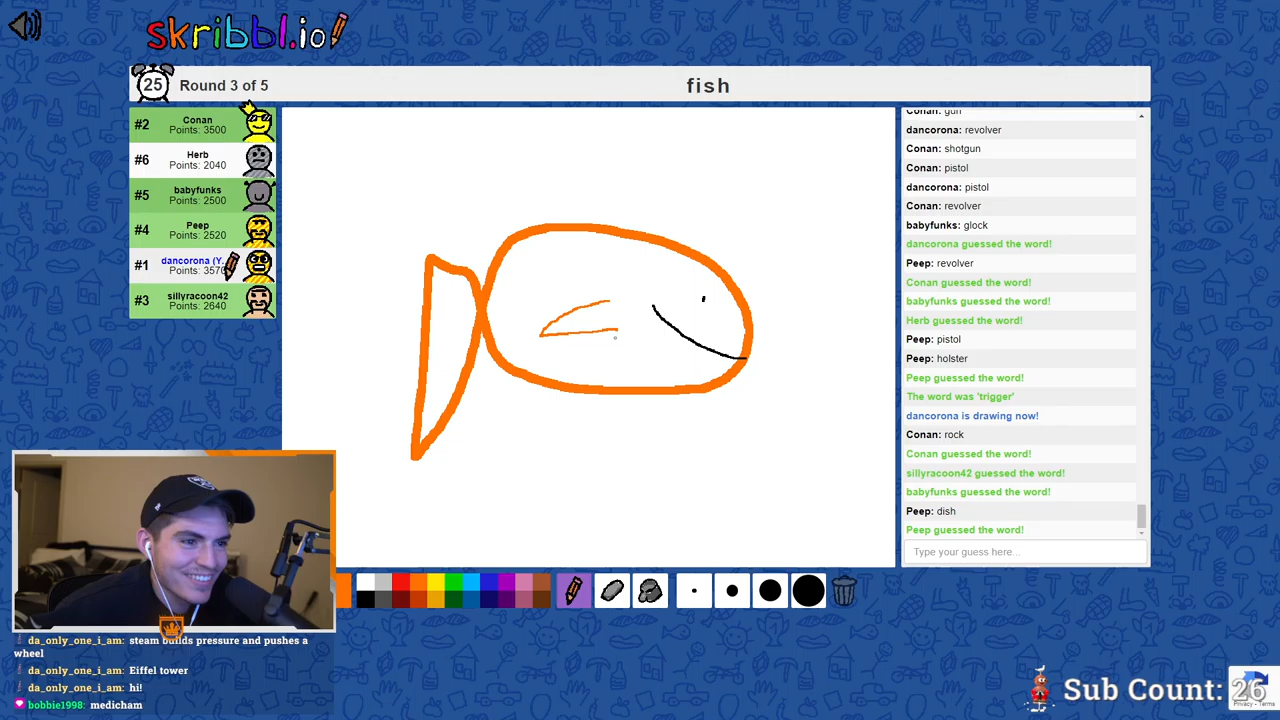 skribbl.io
25
Round 3 of 5
fish
#2
Conan
Points: 3500
#6
Herb
Points: 2040
#5
babyfunks
Points: 2500
#4
Peep
Points: 2520
#1
dancorona (Y.
Points: 3570
#3
sillyracoon42
Points: 2640
Conan: gun
dancorona: revolver
Conan: shotgun
Conan: pistol
dancorona: pistol
Conan: revolver
babyfunks: glock
dancorona guessed the word!
Peep: revolver
Conan guessed the word!
babyfunks guessed the word!
Herb guessed the word!
Peep: pistol
Peep: holster
Peep guessed the word!
The word was 'trigger'
dancorona is drawing now!
Conan: rock
Conan guessed the word!
sillyracoon42 guessed the word!
babyfunks guessed the word!
Peep: dish
Peep guessed the word!
Type your guess here...
da_only_one_i_am: steam builds pressure and pushes a
wheel
da_only_one_i_am: Eiffel tower
da_only_one_i_am: hi!
bobbie1998: medicham
Sub Count: 26
Privacy - Terms